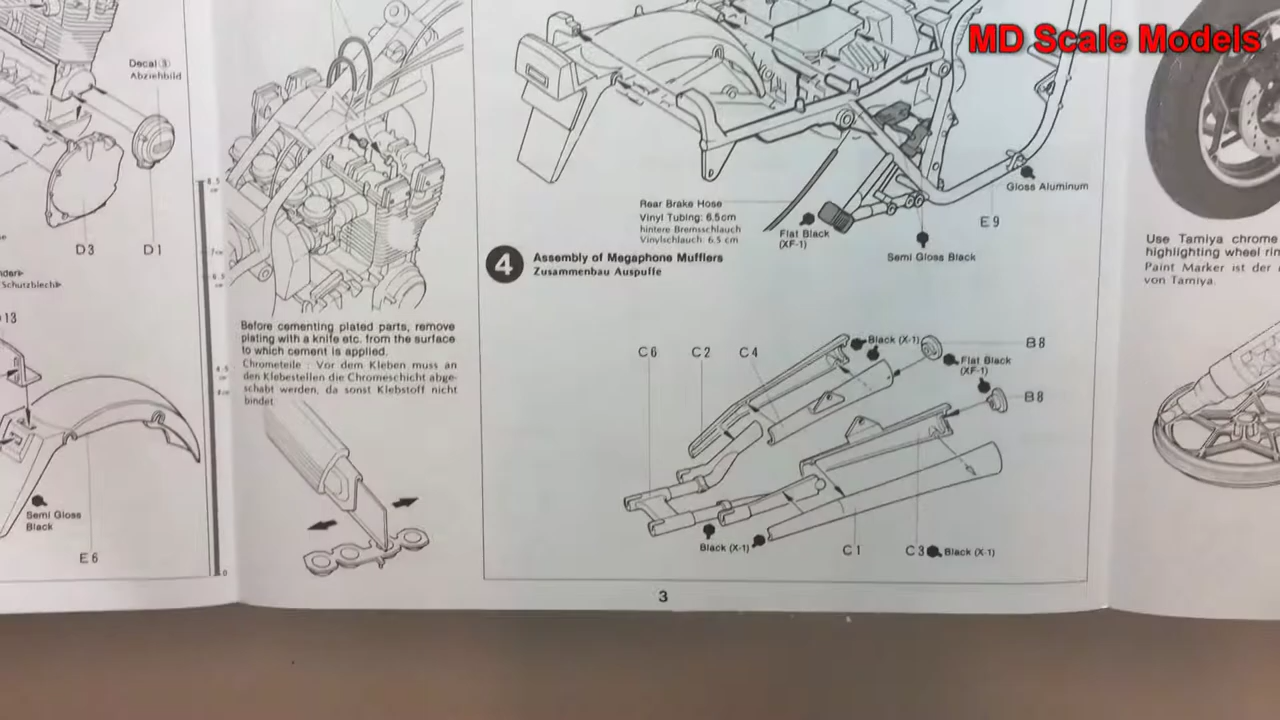 MD Scale Models
Decal ③
Abziehbild
D3
D1
Schutzblech
13
Semi Gloss
Black
E6
8.5
0
Before cementing plated parts, remove
plating with a knife etc. from the surface
to which cement is applied.
Chrometeile : Vor dem Kleben muss an
den Klebestellen die Chromeschicht abge-
schabt werden, da sonst Klebstoff nicht
bindet.
Rear Brake Hose
Vinyl Tubing: 6.5cm
hintere Bremsschlauch
Vinylschlauch: 6.5 cm
Flat Black
(XF-1)
Semi Gloss Black
E9
Gloss Aluminum
4
Assembly of Megaphone Mufflers
Zusammenbau Auspuffe
C6
C2
C4
Black (X-1)
B8
Flat Black
(XF-1)
B8
Black (X-1)
C1
C3
Black (X-1)
3
Use Tamiya chrome
highlighting wheel
Paint Marker ist der
von Tamiya.